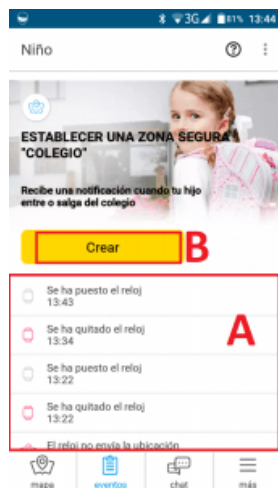 3G 81% 13:44
Niño
ESTABLECER UNA ZONA SEGURA
"COLEGIO"
Recibe una notificación cuando tu hijo
entre o salga del colegio
Crear
B
Se ha puesto el reloj
13:43
Se ha quitado el reloj
13:34
A
Se ha puesto el reloj
13:22
Se ha quitado el reloj
13:22
El reloj no envía la ubicación
mapa eventos chat más